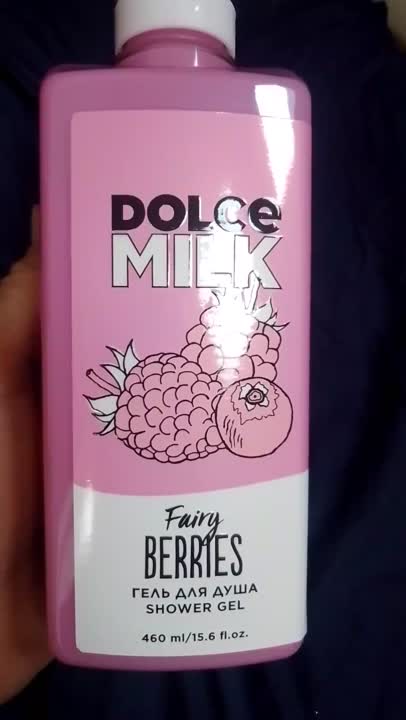 DOLCe
MILK
Fairy
BERRIES
ГЕЛЬ ДЛЯ ДУША
SHOWER GEL
460 ml/15.6 fl.oz.